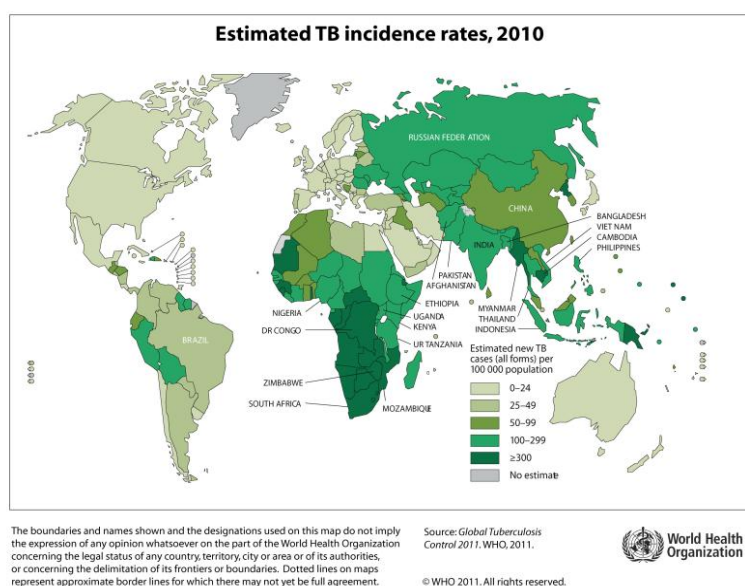 Estimated TB incidence rates, 2010
RUSSIAN FEDERATION
CHINA
INDIA
BANGLADESH
VIET NAM
CAMBODIA
PHILIPPINES
PAKISTAN
AFGHANISTAN
ETHIOPIA
UGANDA
KENYA
UR TANZANIA
NIGERIA
DR CONGO
BRAZIL
MYANMAR
THAILAND
INDONESIA
ZIMBABWE
SOUTH AFRICA
MOZAMBIQUE
Estimated new TB
cases (all forms) per
100 000 population
0–24
25–49
50–99
100–299
≥300
No estimate
The boundaries and names shown and the designations used on this map do not imply
the expression of any opinion whatsoever on the part of the World Health Organization
concerning the legal status of any country, territory, city or area or of its authorities,
or concerning the delimitation of its frontiers or boundaries. Dotted lines on maps
represent approximate border lines for which there may not yet be full agreement.
Source: Global Tuberculosis
Control 2011. WHO, 2011.
© WHO 2011. All rights reserved.
World Health
Organization